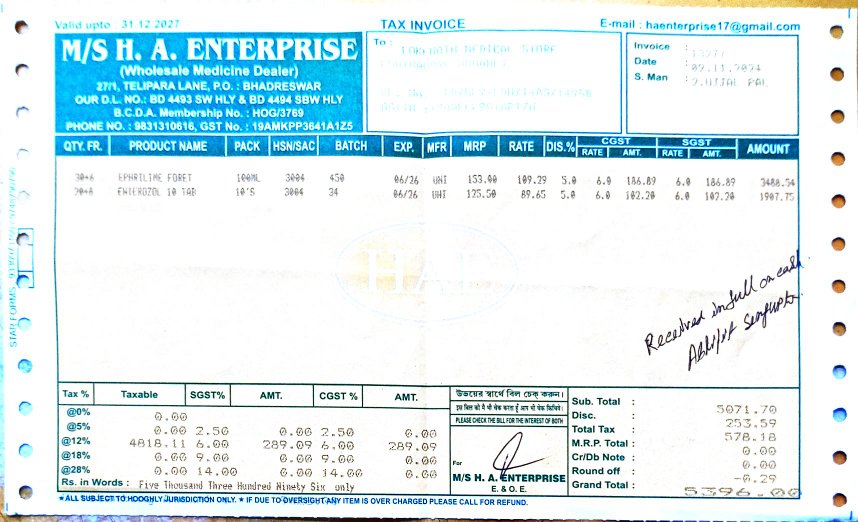 Valid upto : 31.12.2027 TAX INVOICE E-mail : haenterprise17@gmail.com
M/S H. A. ENTERPRISE
(Wholesale Medicine Dealer)
27/1, TELIPARA LANE, P.O. : BHADRESWAR
OUR D.L. NO.: BD 4493 SW HLY & BD 4494 SBW HLY
B.C.D.A. Membership No. : HOG/3769
PHONE NO. : 9831310616, GST No. : 19AMKPP3641A1Z5
To :
MEDICAL STORE
Invoice :
Date : 09.11.2024
S. Man : PAL
QTY. FR. PRODUCT NAME PACK HSN/SAC BATCH EXP. MFR MRP RATE DIS.% CGST RATE AMT. SGST RATE AMT. AMOUNT
30+6 FORET 100ML 3004 450 06/26 UNI 153.00 109.29 5.0 6.0 186.89 6.0 186.89 3488.54
ENTEROZOL 10 TAB 10'S 3004 34 06/26 UNI 125.50 89.65 5.0 6.0 102.20 6.0 102.20 1907.75
HAE
Received in full on cash
Abhijit Sengupta
Tax % Taxable SGST% AMT. CGST % AMT.
@0% 0.00
@5% 0.00 2.50 0.00 2.50 0.00
@12% 4818.11 6.00 289.09 6.00 289.09
@18% 0.00 9.00 0.00 9.00 0.00
@28% 0.00 14.00 0.00 14.00 0.00
Rs. in Words : Five Thousand Three Hundred Ninety Six only
উভয়ের স্বার্থে বিল চেক্ করুন।
PLEASE CHECK THE BILL FOR THE INTEREST OF BOTH
For
M/S H. A. ENTERPRISE
E. & O. E.
Sub. Total : 5071.70
Disc. : 253.59
Total Tax : 578.18
M.R.P. Total : 0.00
Cr/Db Note : 0.00
Round off : -0.29
Grand Total : 5396.00
★ ALL SUBJECT TO HOOGHLY JURISDICTION ONLY. ★ IF DUE TO OVERSIGHT ANY ITEM IS OVER CHARGED PLEASE CALL FOR REFUND.
STAR FORMS